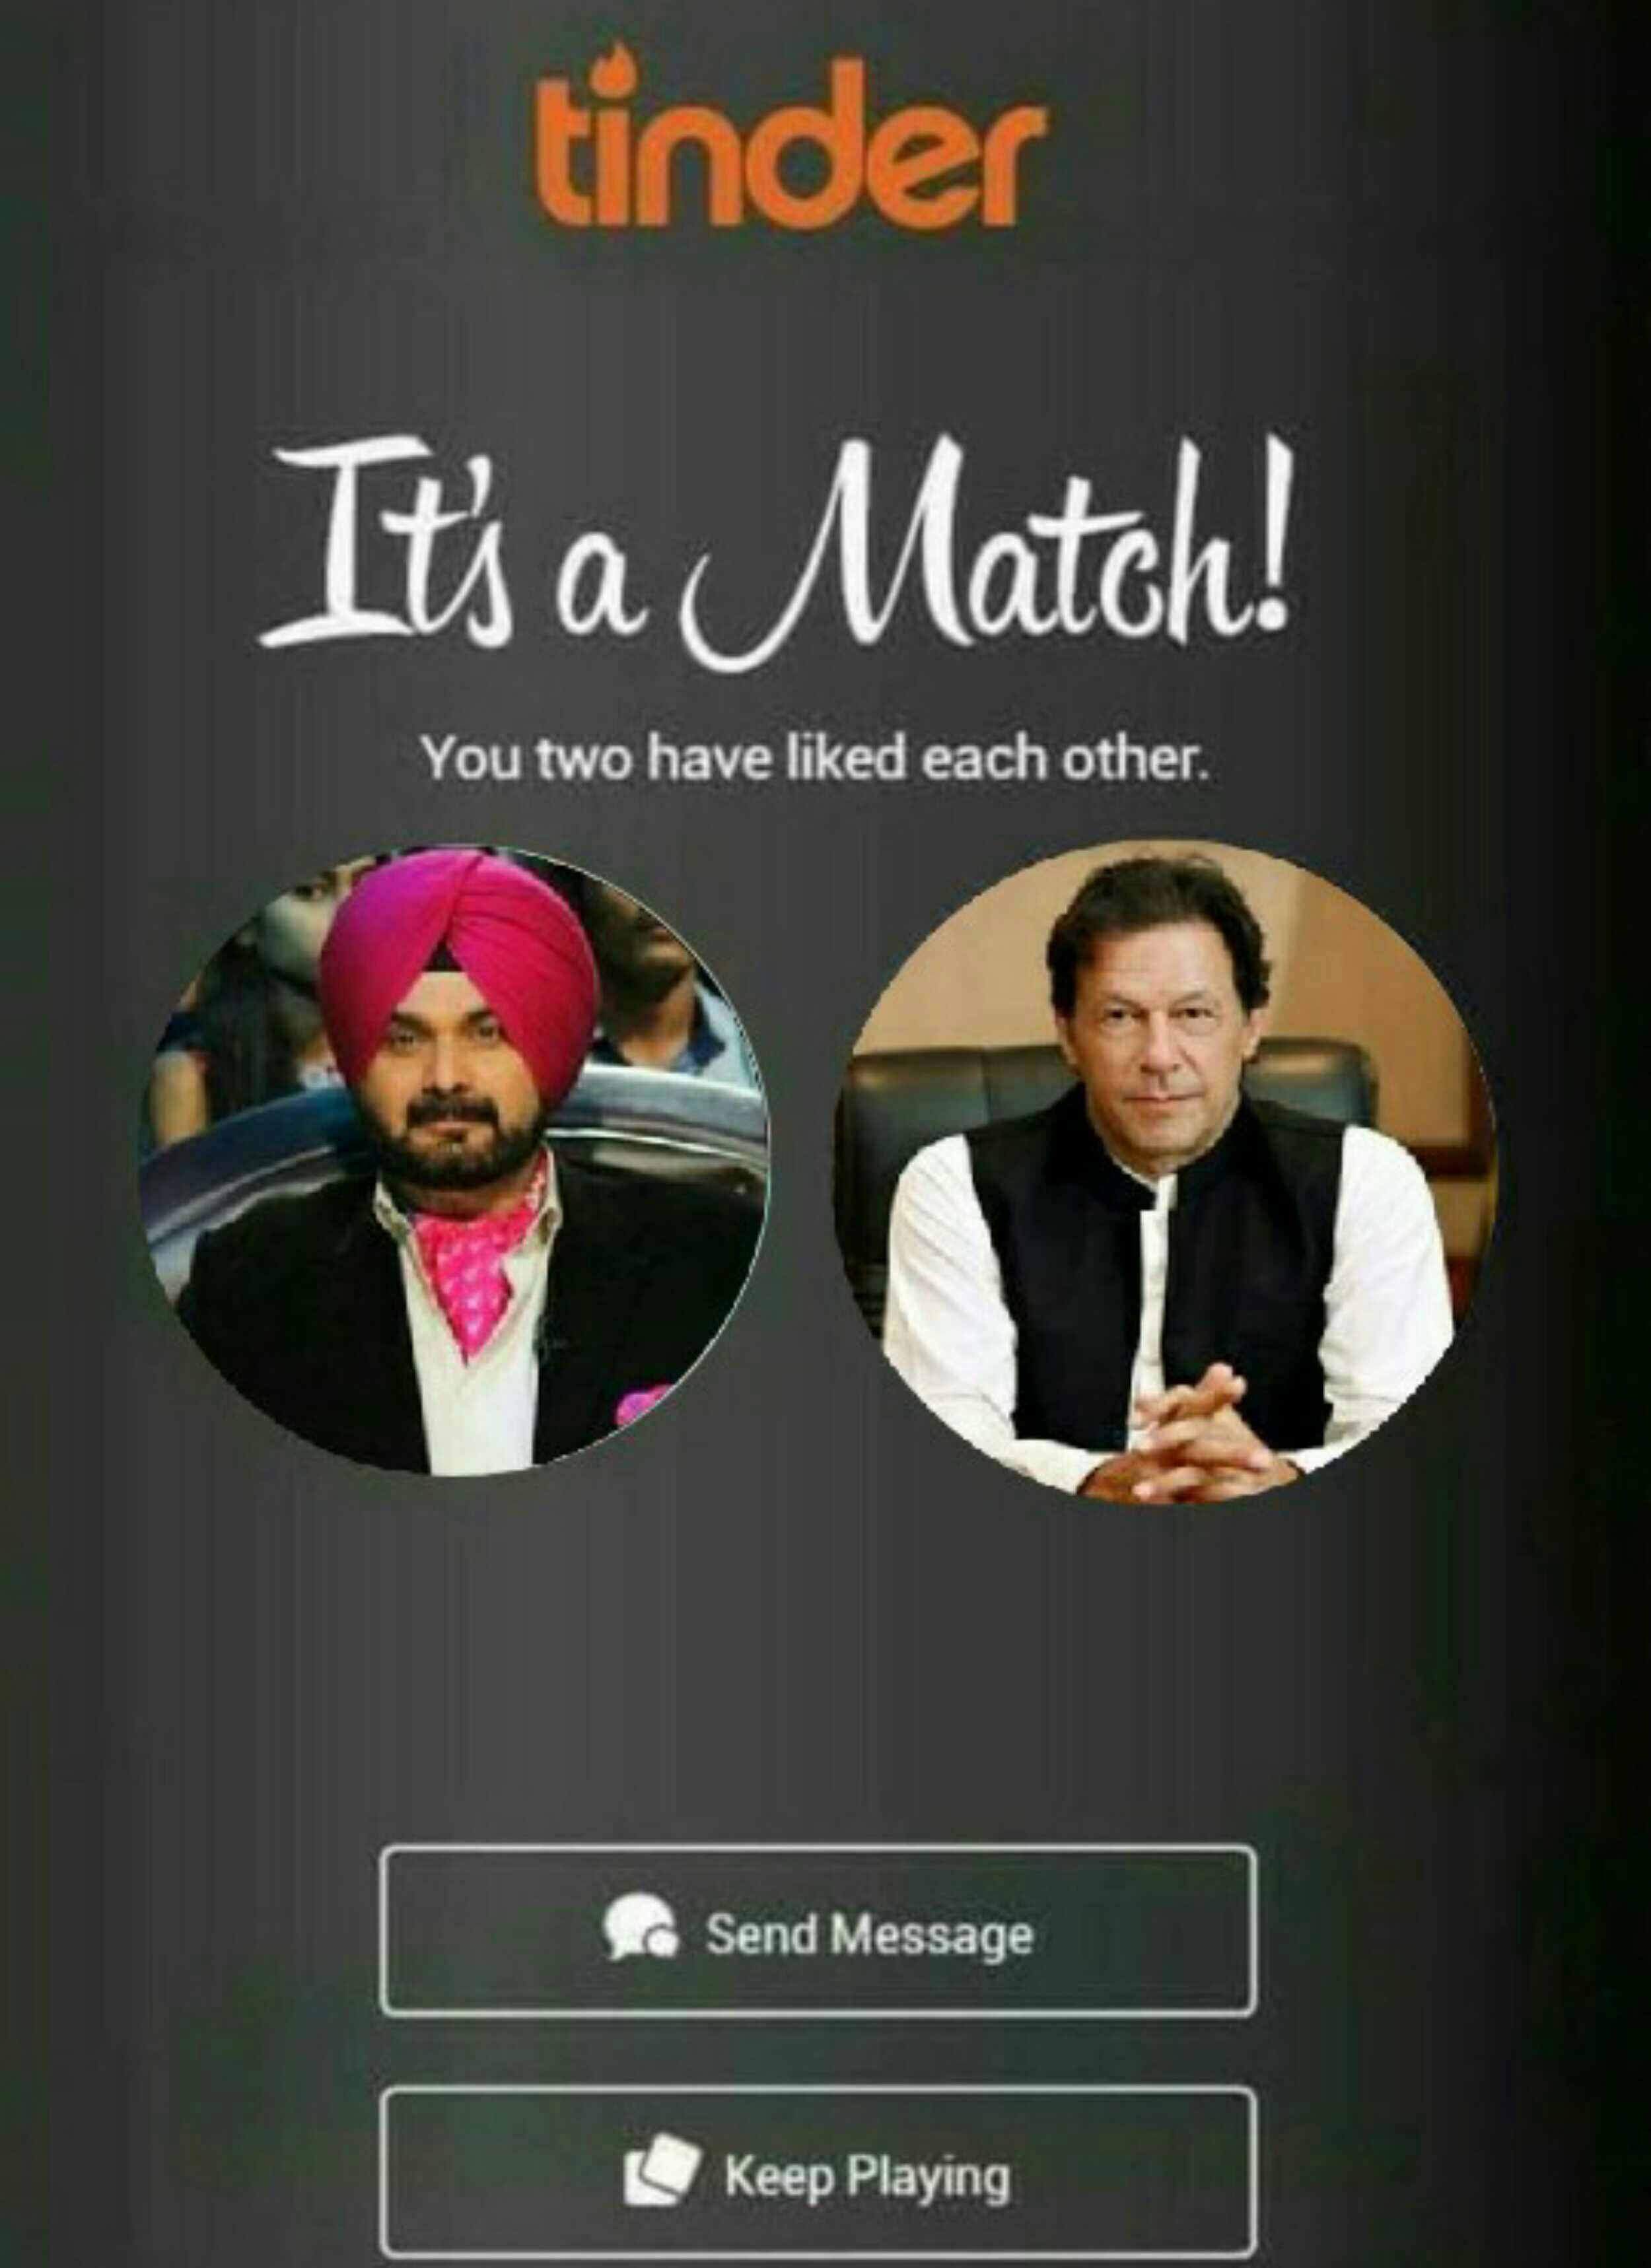 tinder
It's a Match!
You two have liked each other.
Send Message
Keep Playing